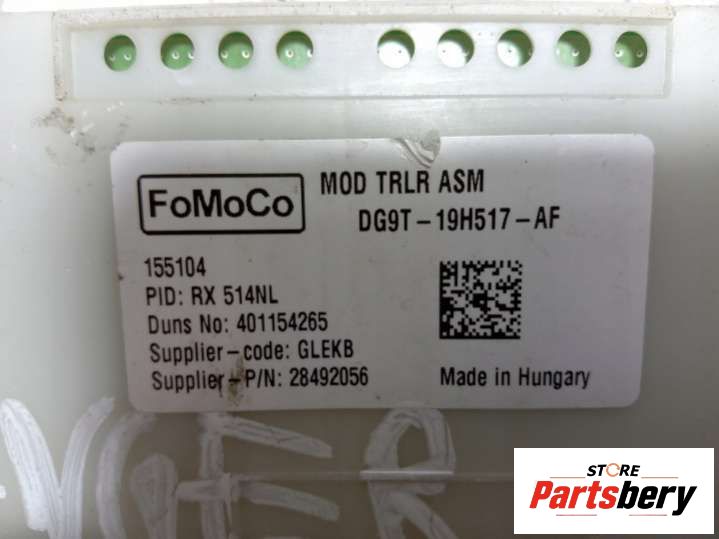 FoMoCo
MOD TRLR ASM
DG9T-19H517-AF
155104
PID: RX 514NL
Duns No: 401154265
Supplier-code: GLEKB
Supplier-P/N: 28492056
Made in Hungary
STORE
Partsbery